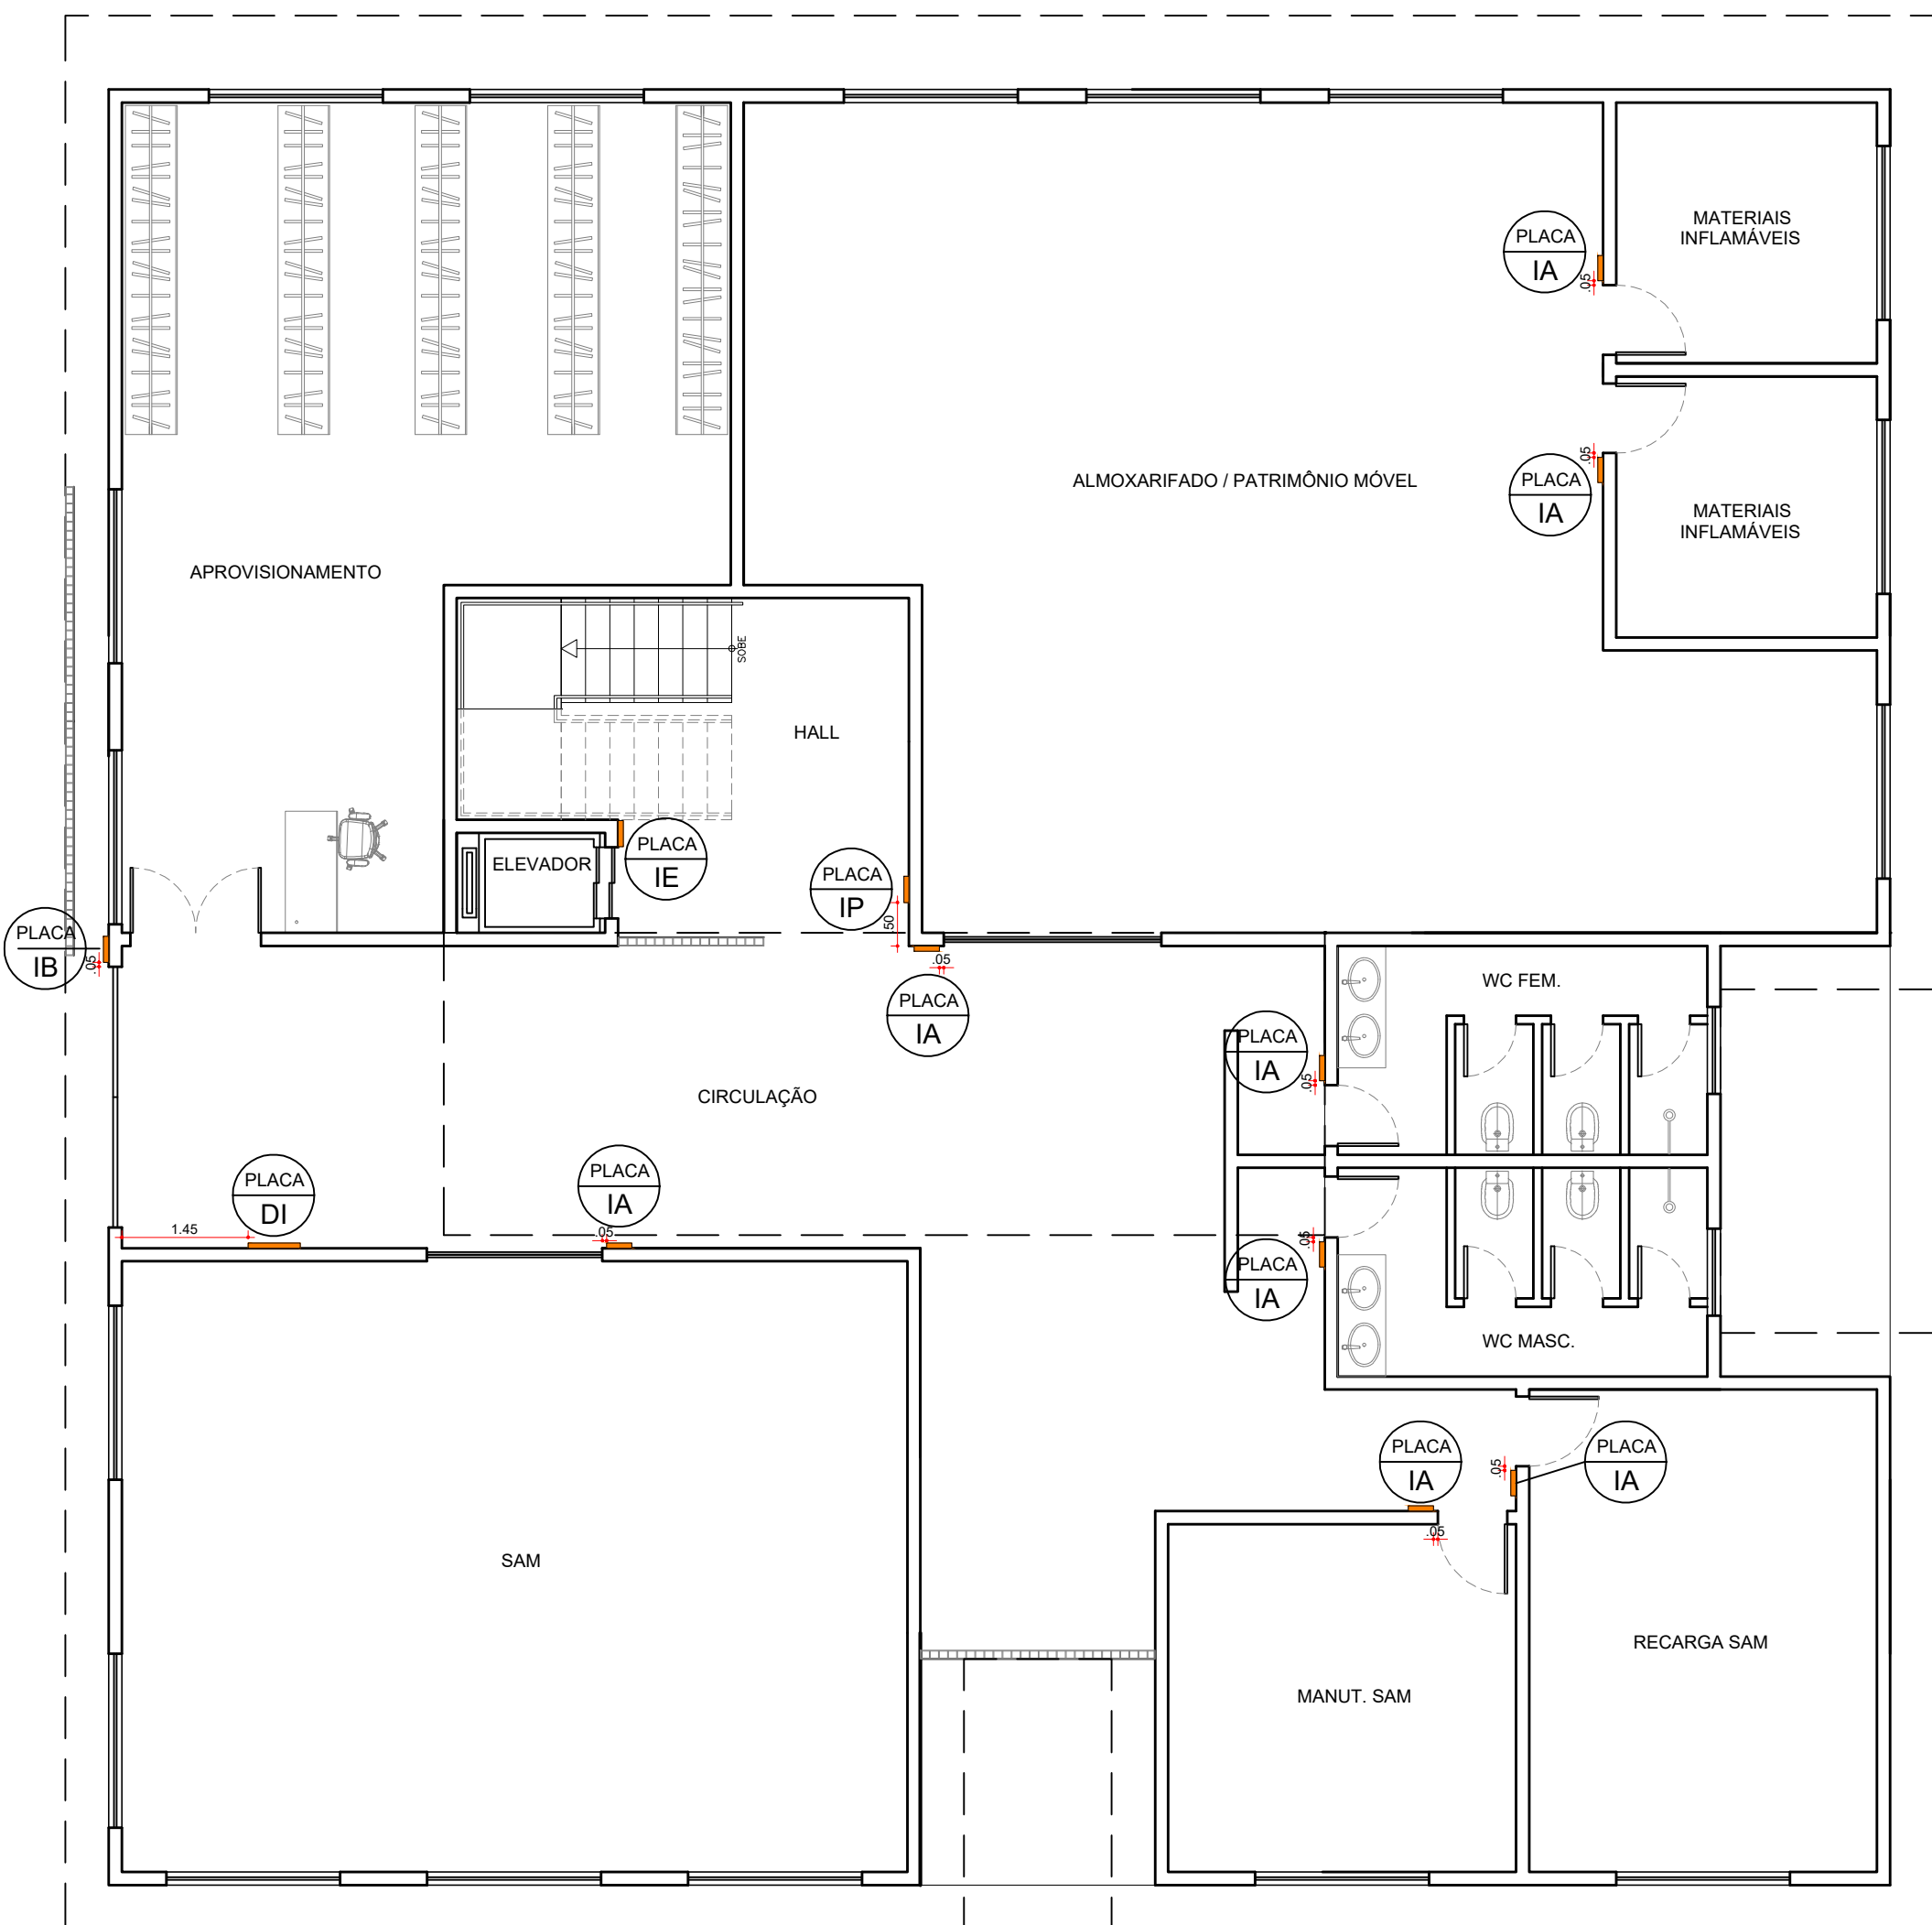 MATERIAIS
INFLAMÁVEIS
PLACA
IA
.05
ALMOXARIFADO / PATRIMÔNIO MÓVEL
.05
PLACA
IA
MATERIAIS
INFLAMÁVEIS
APROVISIONAMENTO
SOBE
HALL
ELEVADOR
PLACA
IE
PLACA
IP
.50
PLACA
IB
.05
.05
PLACA
IA
WC FEM.
PLACA
IA
.05
CIRCULAÇÃO
PLACA
DI
1.45
PLACA
IA
.05
.05
PLACA
IA
WC MASC.
PLACA
IA
.05
.05
PLACA
IA
SAM
RECARGA SAM
MANUT. SAM